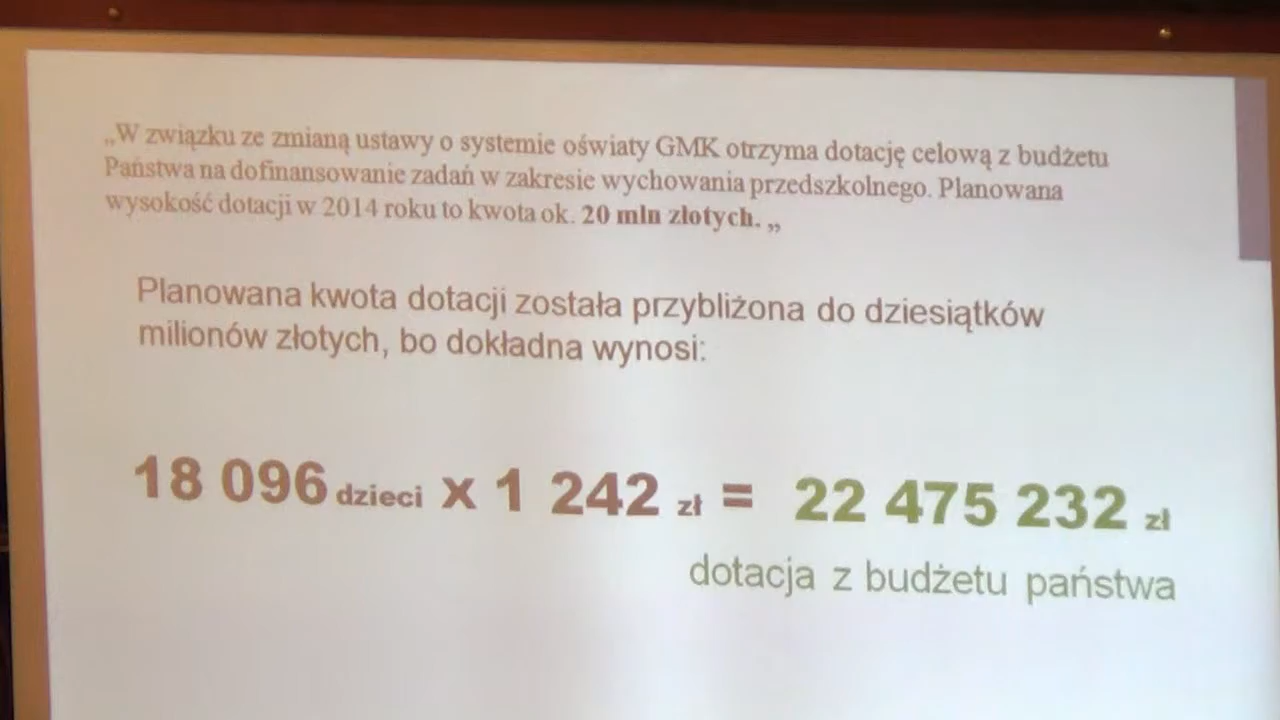 „W związku ze zmianą ustawy o systemie oświaty GMK otrzyma dotację celową z budżetu
Państwa na dofinansowanie zadań w zakresie wychowania przedszkolnego. Planowana
wysokość dotacji w 2014 roku to kwota ok. 20 mln złotych. „
Planowana kwota dotacji została przybliżona do dziesiątków
milionów złotych, bo dokładna wynosi:
18 096 dzieci x 1 242 zł = 22 475 232 zł
dotacja z budżetu państwa